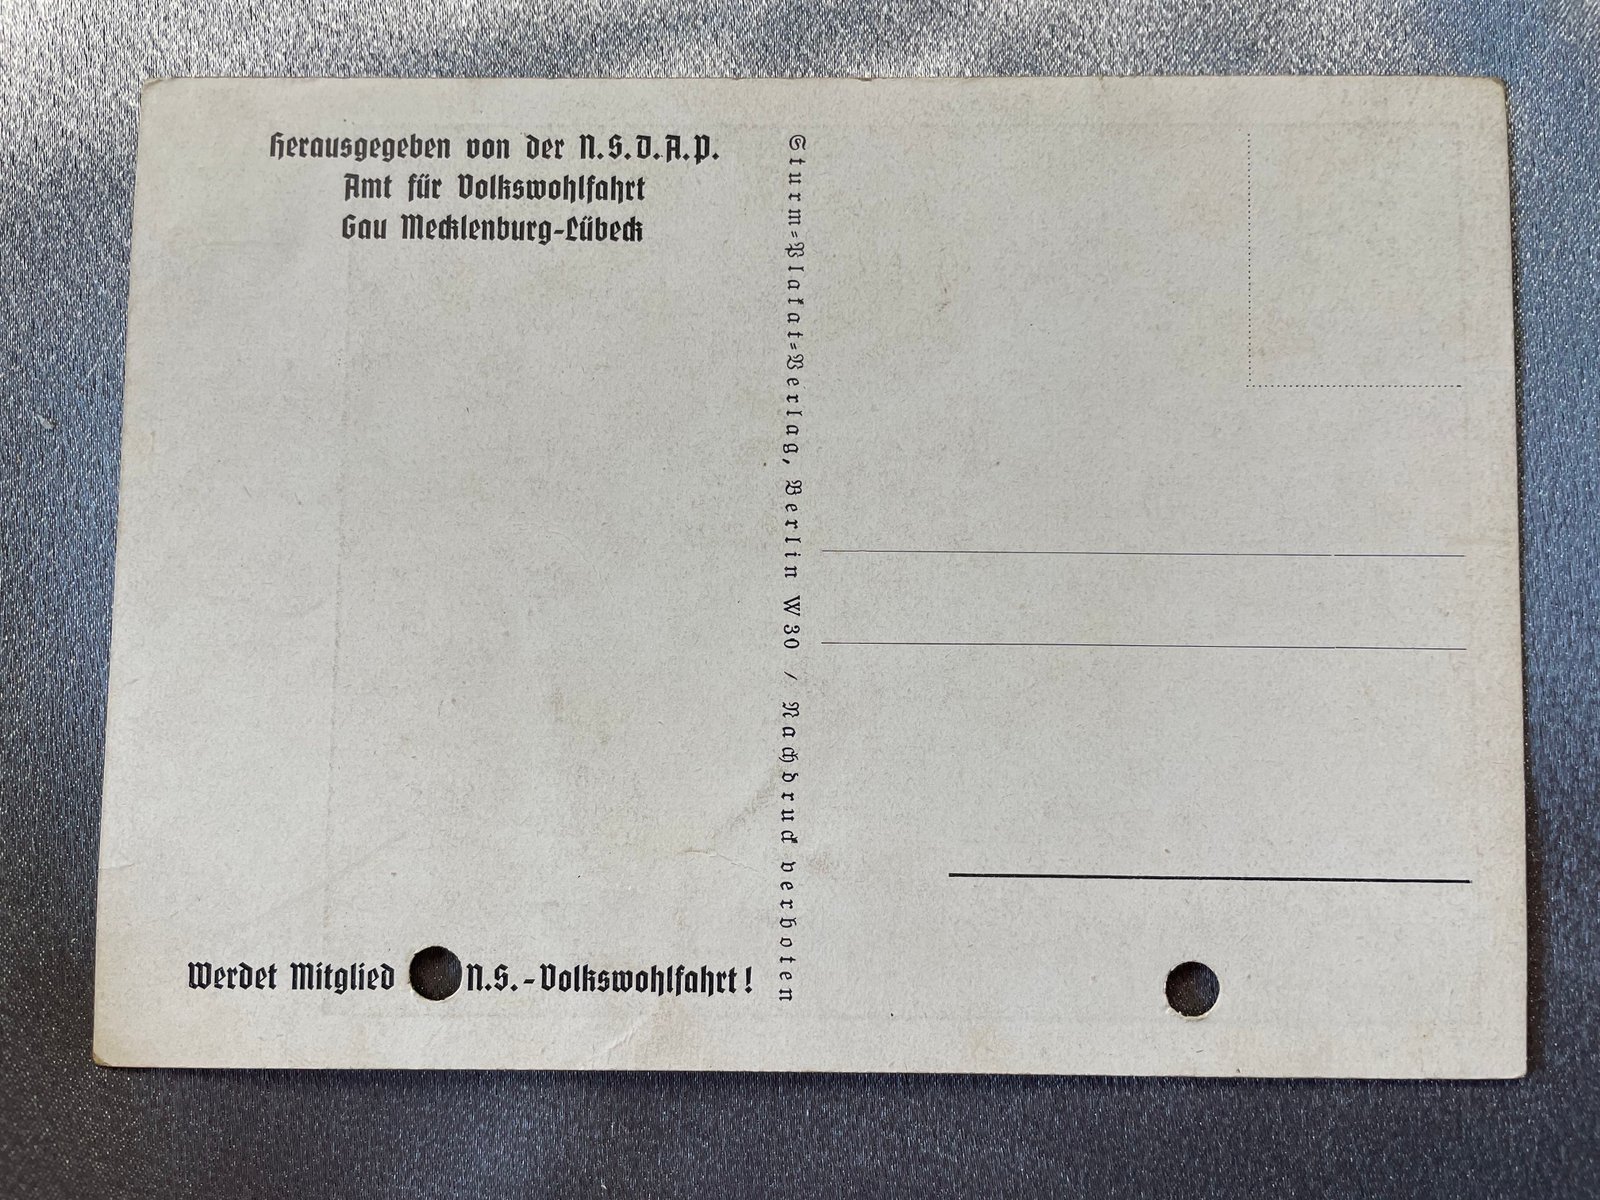 Herausgegeben von der N.S.D.A.P.
Amt für Volkswohlfahrt
Gau Mecklenburg-Lübeck
Werdet Mitglied N.S.-Volkswohlfahrt!
Sturm-Plakat-Verlag, Berlin W 30 / Nachdruck verboten